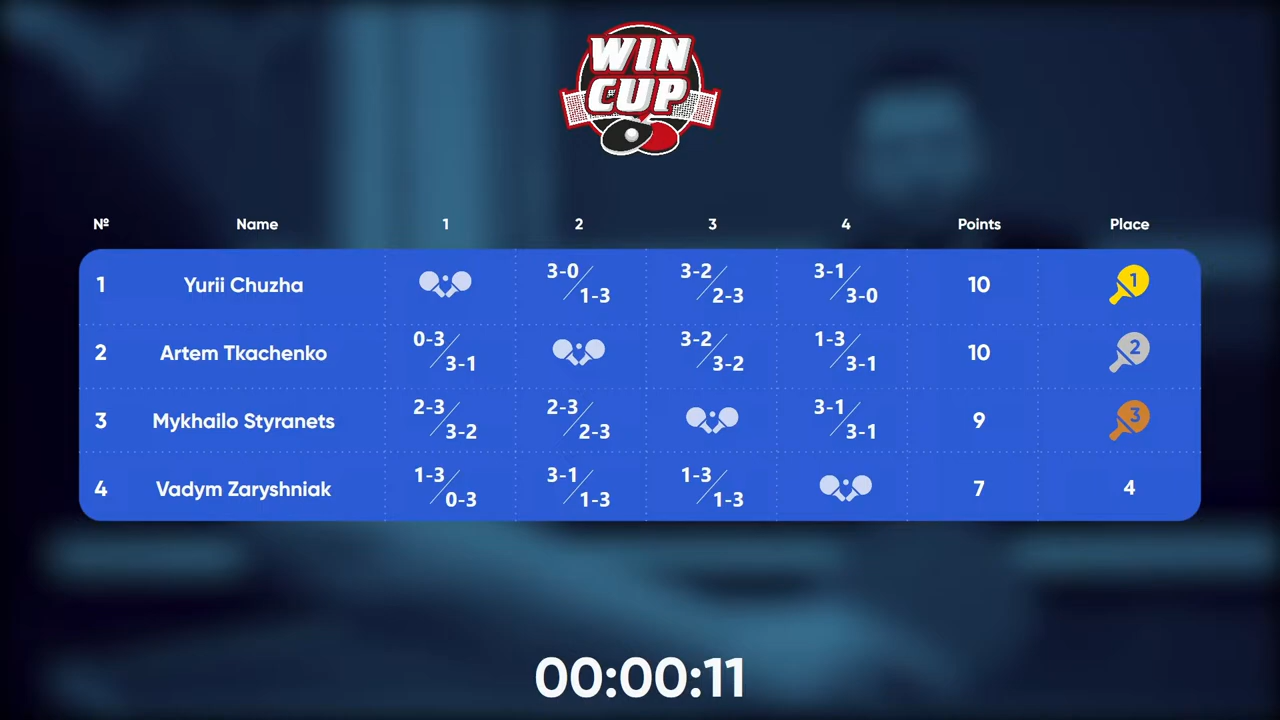 WIN
CUP
№ Name 1 2 3 4 Points Place
1 Yurii Chuzha 3-0/1-3 3-2/2-3 3-1/3-0 10 1
2 Artem Tkachenko 0-3/3-1 3-2/3-2 1-3/3-1 10 2
3 Mykhailo Styranets 2-3/3-2 2-3/2-3 3-1/3-1 9 3
4 Vadym Zaryshniak 1-3/0-3 3-1/1-3 1-3/1-3 7 4
00:00:11